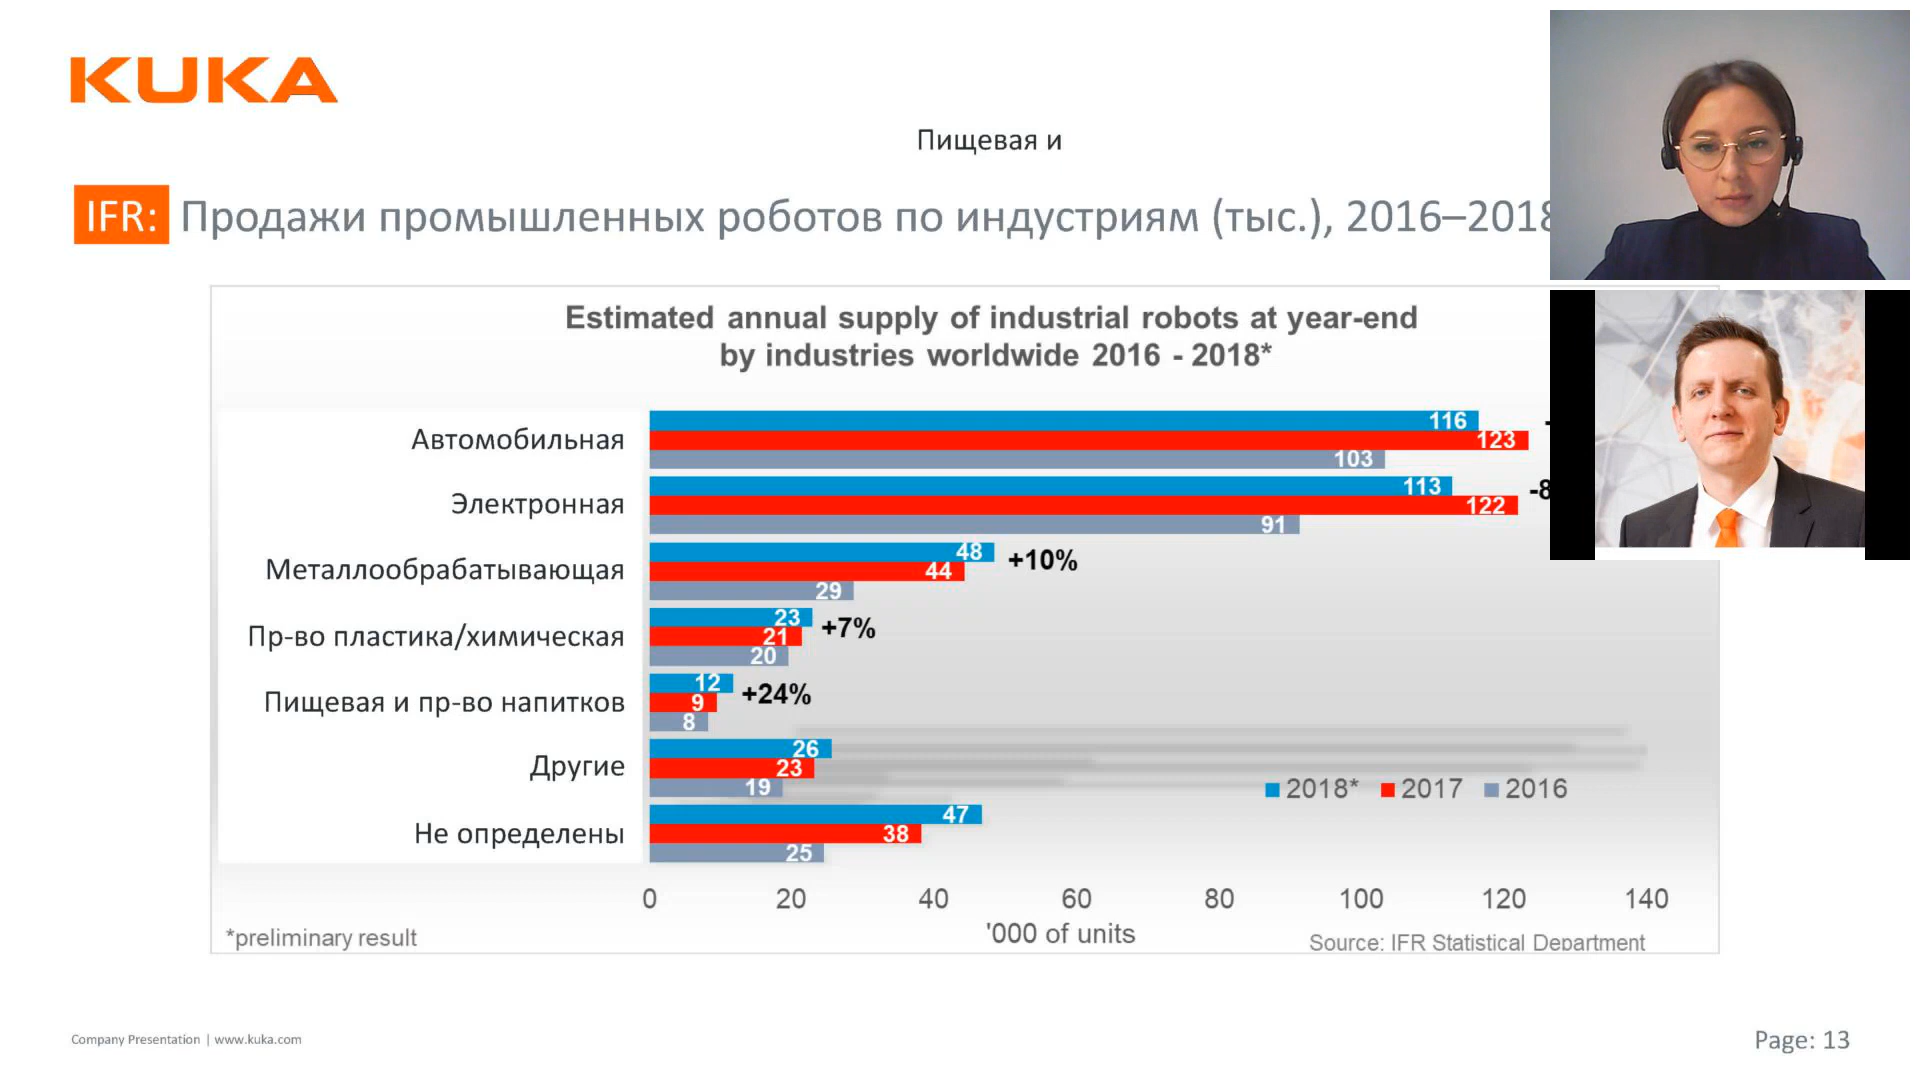 KUKA
Пищевая и
IFR: Продажи промышленных роботов по индустриям (тыс.), 2016–2018
Estimated annual supply of industrial robots at year-end
by industries worldwide 2016 - 2018*
Автомобильная
116
123
103
Электронная
113
122
91
-8
Металлообрабатывающая
48
44
29
+10%
Пр-во пластика/химическая
23
21
20
+7%
Пищевая и пр-во напитков
12
9
8
+24%
Другие
26
23
19
2018* 2017 2016
Не определены
47
38
25
0 20 40 60 80 100 120 140
'000 of units
*preliminary result
Source: IFR Statistical Department
Company Presentation | www.kuka.com
Page: 13